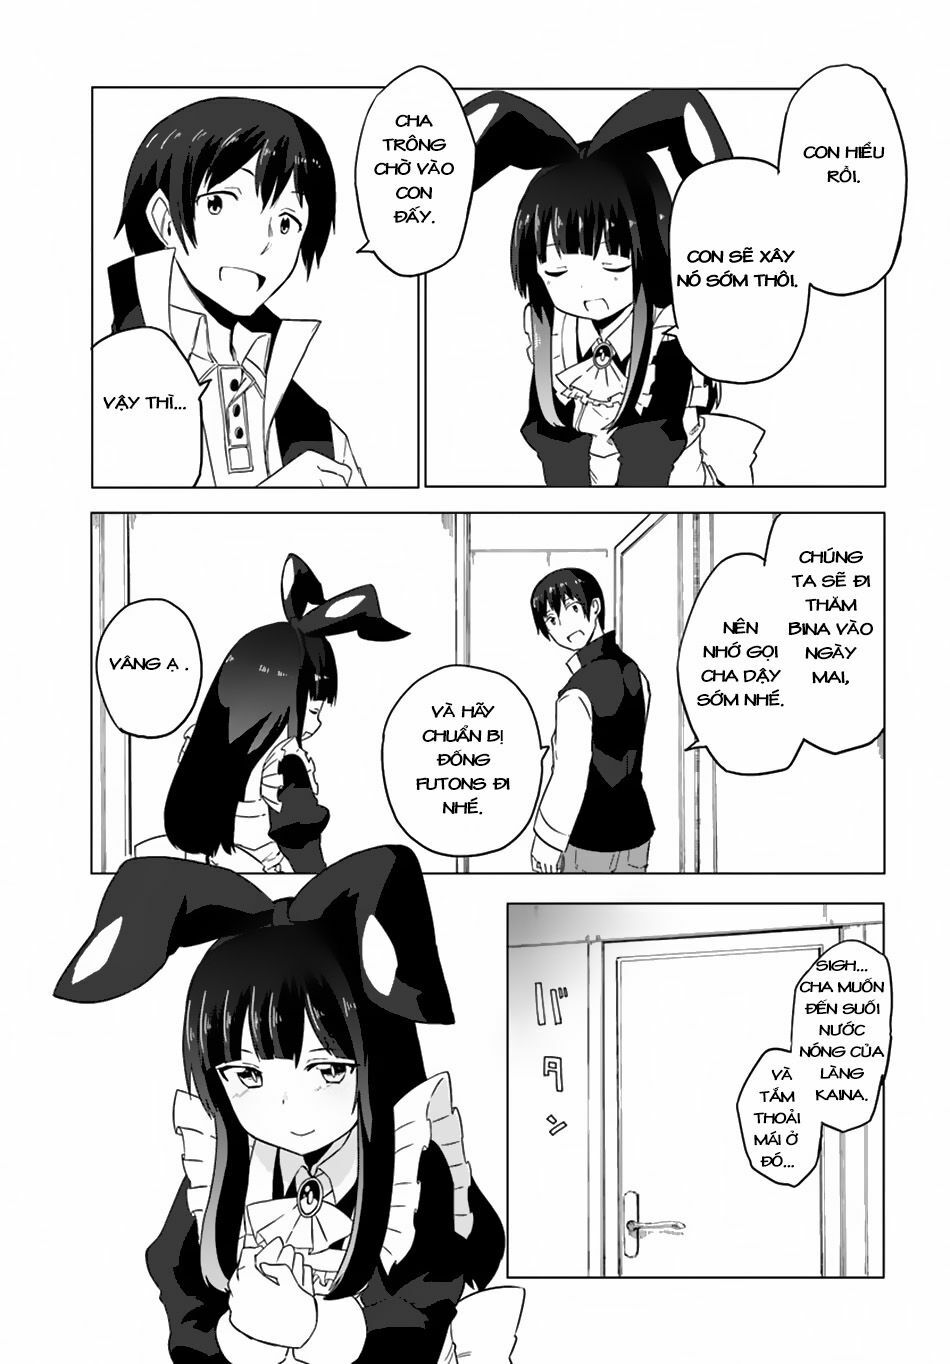 CON HIỂU
RỒI.
CON SẼ XÂY
NÓ SỚM THÔI.
CHA
TRÔNG
CHỜ VÀO
CON
ĐẤY.
VẬY THÌ...
CHÚNG
TA SẼ ĐI
THĂM
BINA VÀO
NGÀY
MAI,
NÊN
NHỚ GỌI
CHA DẬY
SỚM NHÉ.
VÀ HÃY
CHUẨN BỊ
ĐỐNG
FUTONS ĐI
NHÉ.
VÂNG Ạ .
SIGH...
CHA MUỐN
ĐẾN SUỐI
NƯỚC
NÓNG CỦA
LÀNG
KAINA.
VÀ
TẮM
THOẢI
MÁI Ở
ĐÓ...
バタン